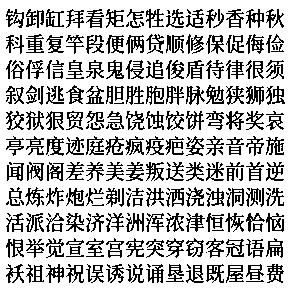 钩卸缸拜看矩怎牲选适秒香种秋
科重复竿段便俩贷顺修保促侮俭
俗俘信皇泉鬼侵追俊盾待律很须
叙剑逃食盆胆胜胞胖脉勉狭狮独
狡狱狠贸怨急饶蚀饺饼弯将奖哀
亭亮度迹庭疮疯疫疤姿亲音帝施
闻阀阁差养美姜叛送类迷前首逆
总炼炸炮烂剃洁洪洒浇浊洞测洗
活派洽染济洋洲浑浓津恒恢恰恼
恨举觉宣室宫宪突穿窃客冠语扁
袄祖神祝误诱说诵垦退既屋昼费